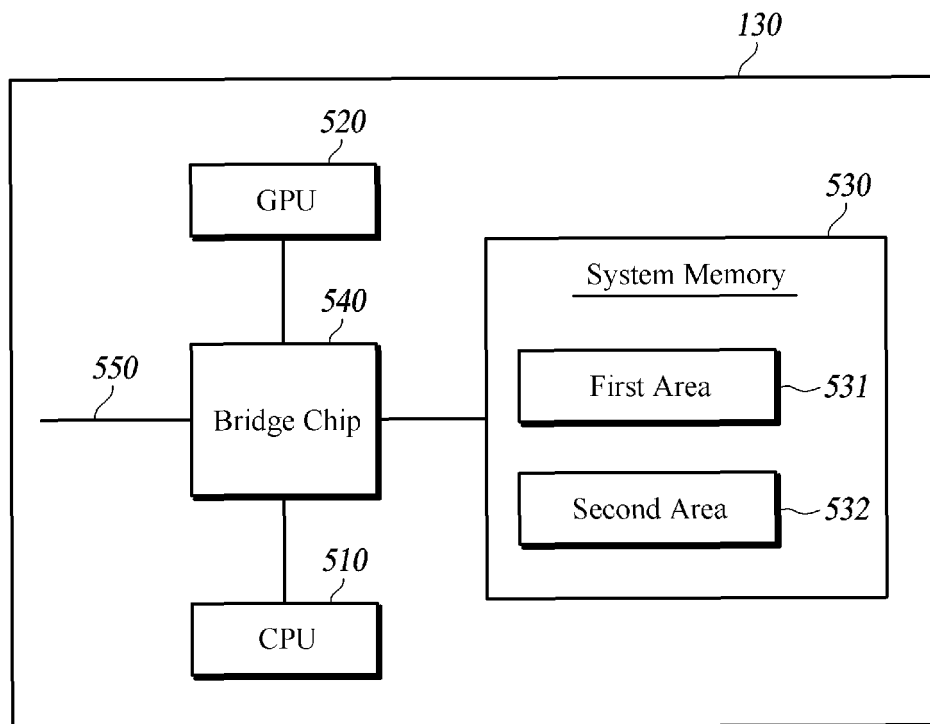 130
520
GPU
530
System Memory
540
550
Bridge Chip
First Area
531
Second Area
532
510
CPU